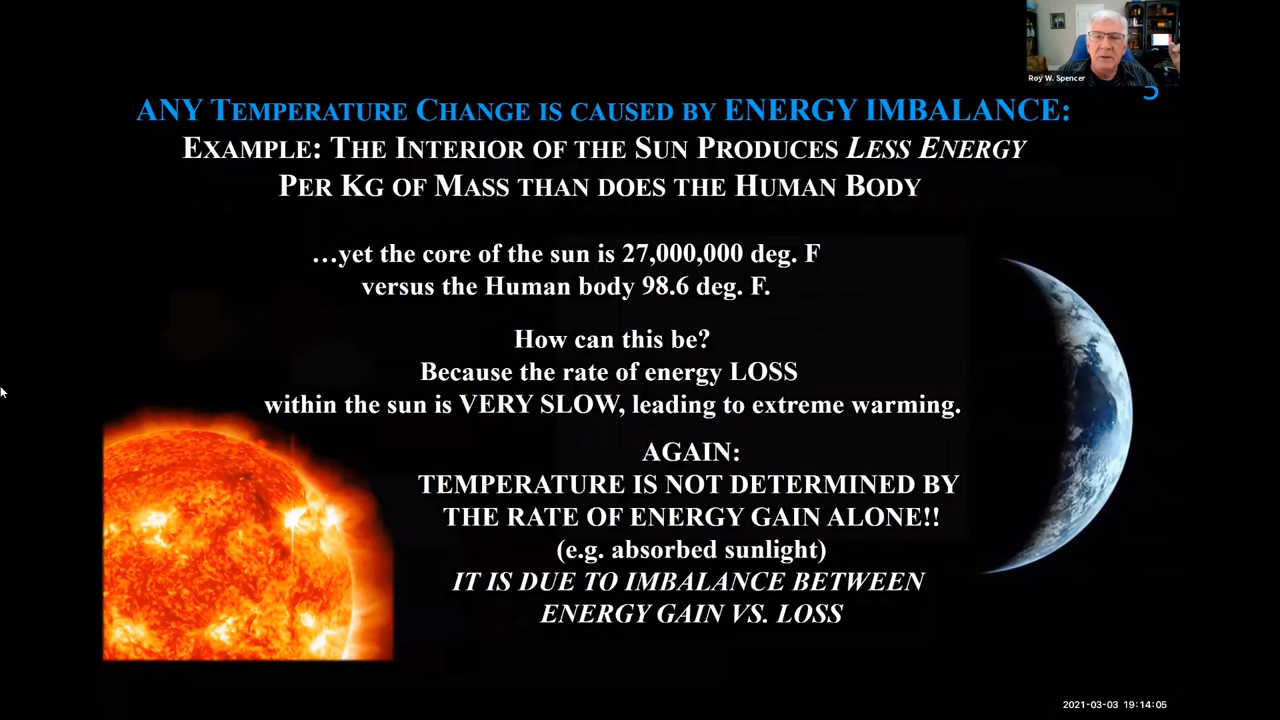 Roy W. Spencer
ANY TEMPERATURE CHANGE IS CAUSED BY ENERGY IMBALANCE:
EXAMPLE: THE INTERIOR OF THE SUN PRODUCES LESS ENERGY
PER KG OF MASS THAN DOES THE HUMAN BODY
…yet the core of the sun is 27,000,000 deg. F
versus the Human body 98.6 deg. F.
How can this be?
Because the rate of energy LOSS
within the sun is VERY SLOW, leading to extreme warming.
AGAIN:
TEMPERATURE IS NOT DETERMINED BY
THE RATE OF ENERGY GAIN ALONE!!
(e.g. absorbed sunlight)
IT IS DUE TO IMBALANCE BETWEEN
ENERGY GAIN VS. LOSS
2021-03-03 19:14:05